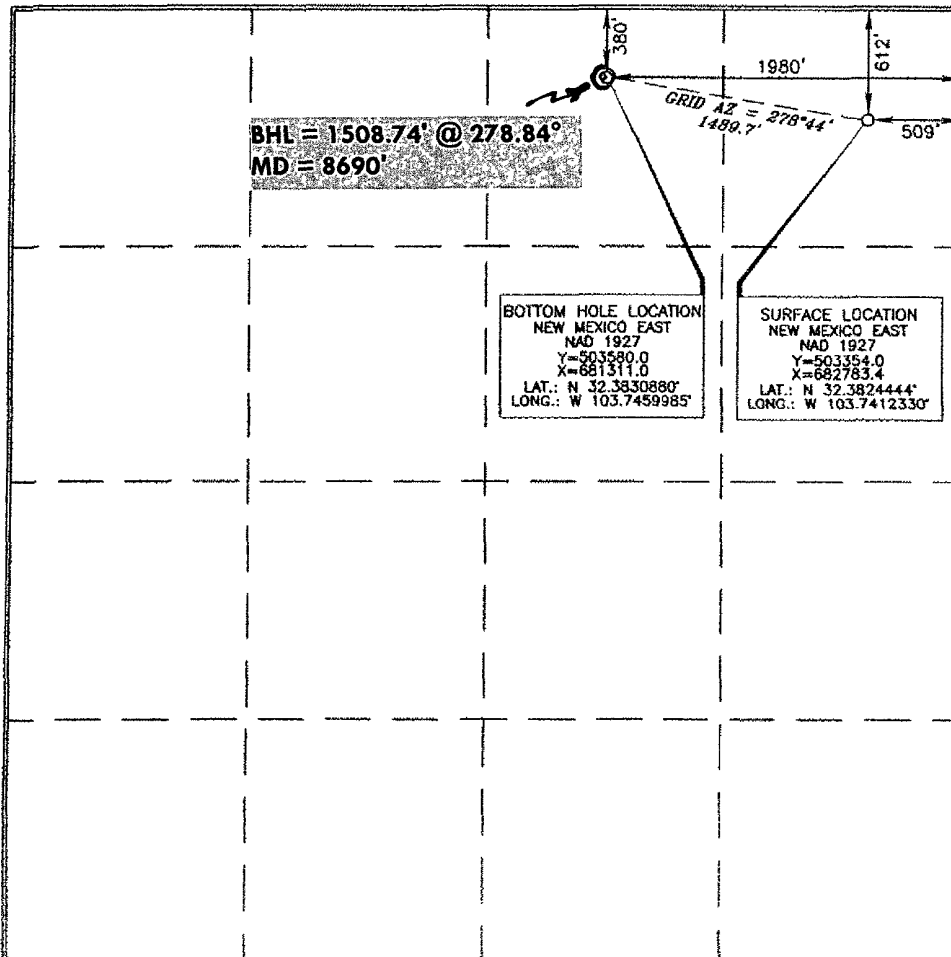 380'
612'
1980'
GRID AZ = 278°44'
1489.7'
509'
BHL = 1508.74' @ 278.84°
MD = 8690'
BOTTOM HOLE LOCATION
NEW MEXICO EAST
NAD 1927
Y=503580.0
X=681311.0
LAT.: N 32.3830880°
LONG.: W 103.7459985°
SURFACE LOCATION
NEW MEXICO EAST
NAD 1927
Y=503354.0
X=682783.4
LAT.: N 32.3824444°
LONG.: W 103.7412330°